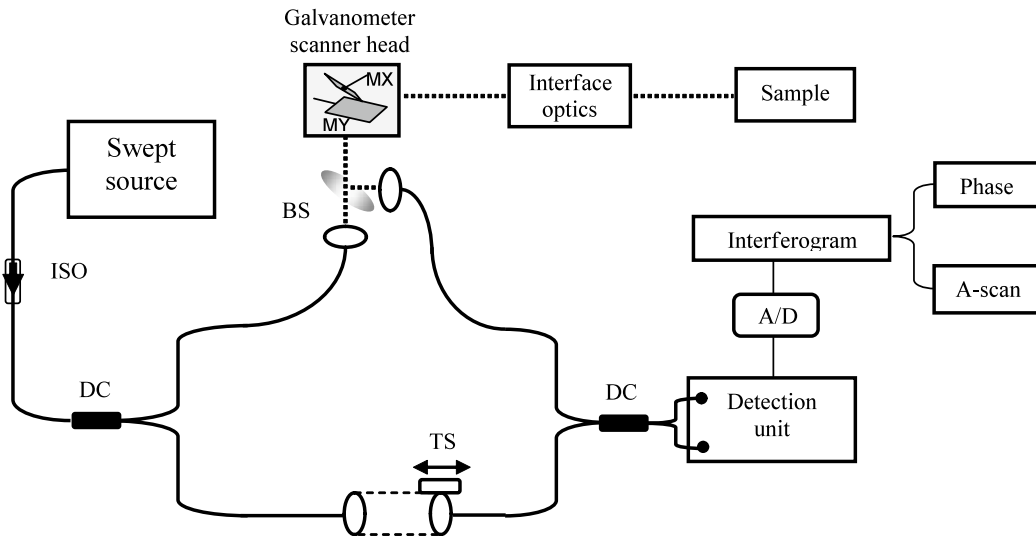 Galvanometer
scanner head
MX
MY
Interface
optics
Sample
Swept
source
BS
ISO
Phase
Interferogram
A-scan
A/D
DC
DC
Detection
unit
TS